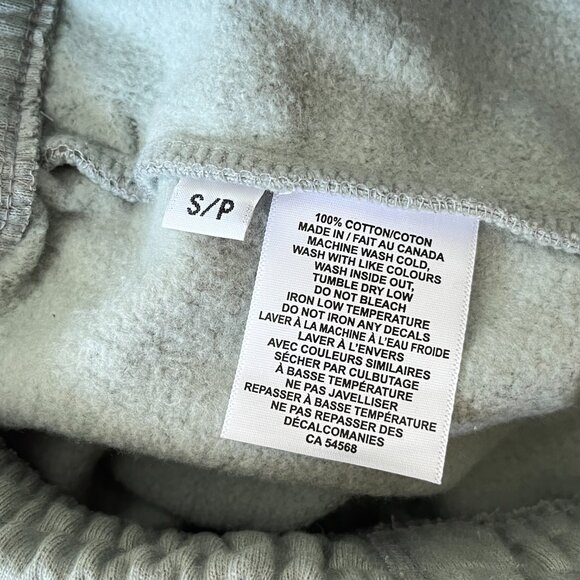 S/P
100% COTTON/COTON
MADE IN / FAIT AU CANADA
MACHINE WASH COLD,
WASH WITH LIKE COLOURS
WASH INSIDE OUT,
TUMBLE DRY LOW
DO NOT BLEACH
IRON LOW TEMPERATURE
DO NOT IRON ANY DECALS
LAVER À LA MACHINE À L'EAU FROIDE
LAVER À L'ENVERS
AVEC COULEURS SIMILAIRES
SÉCHER PAR CULBUTAGE
À BASSE TEMPÉRATURE
NE PAS JAVELLISER
REPASSER À BASSE TEMPÉRATURE
NE PAS REPASSER DES
DÉCALCOMANIES
CA 54568